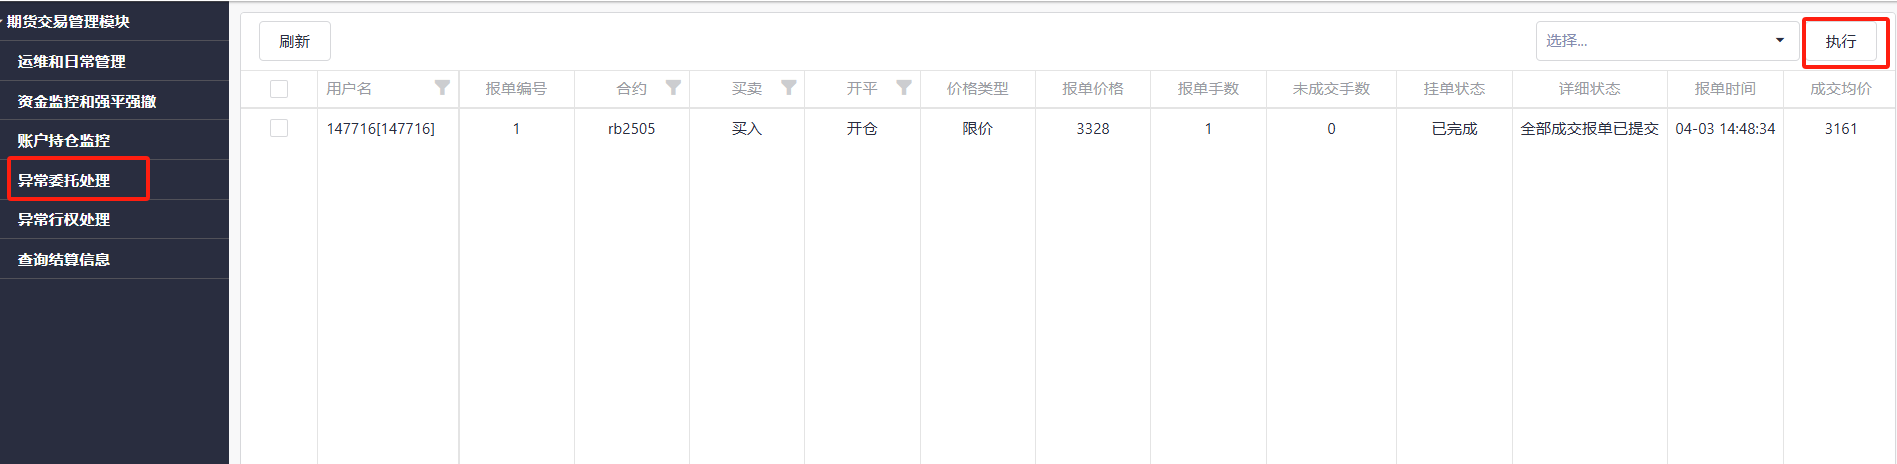 期货交易管理模块
运维和日常管理
资金监控和强平强撤
账户持仓监控
异常委托处理
异常行权处理
查询结算信息
刷新 选择... 执行
用户名 报单编号 合约 买卖 开平 价格类型 报单价格 报单手数 未成交手数 挂单状态 详细状态 报单时间 成交均价
147716[147716] 1 rb2505 买入 开仓 限价 3328 1 0 已完成 全部成交报单已提交 04-03 14:48:34 3161